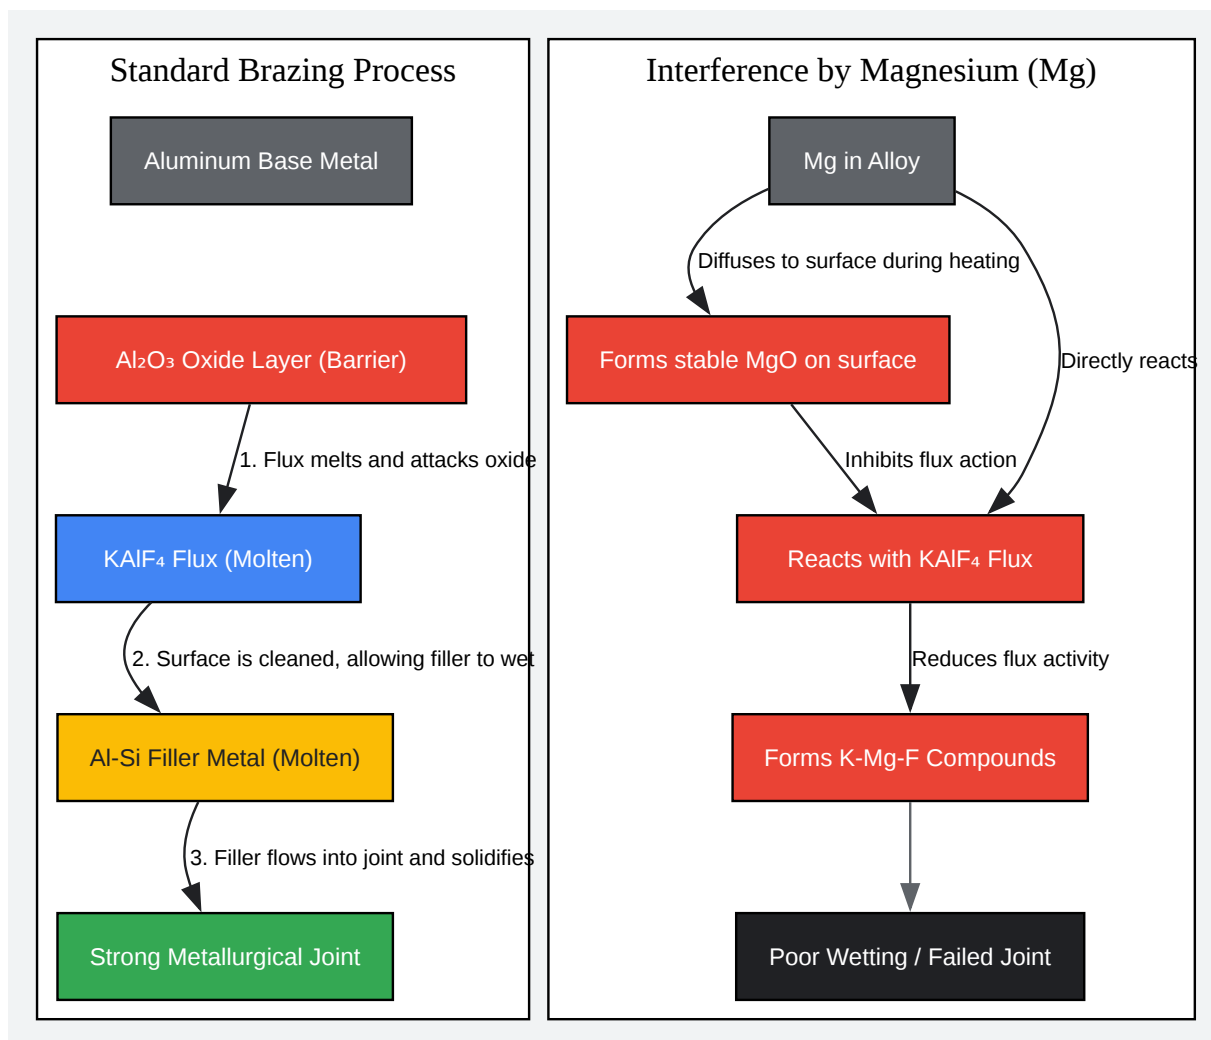 Standard Brazing Process
Aluminum Base Metal
Al₂O₃ Oxide Layer (Barrier)
1. Flux melts and attacks oxide
KAlF₄ Flux (Molten)
2. Surface is cleaned, allowing filler to wet
Al-Si Filler Metal (Molten)
3. Filler flows into joint and solidifies
Strong Metallurgical Joint
Interference by Magnesium (Mg)
Mg in Alloy
Diffuses to surface during heating
Forms stable MgO on surface
Directly reacts
Inhibits flux action
Reacts with KAlF₄ Flux
Reduces flux activity
Forms K-Mg-F Compounds
Poor Wetting / Failed Joint